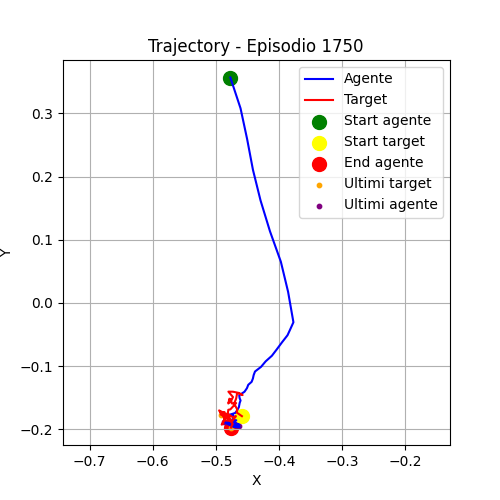 Trajectory - Episodio 1750
Agente
Target
Start agente
Start target
End agente
Ultimi target
Ultimi agente
Y
0.3
0.2
0.1
0.0
−0.1
−0.2
−0.7
−0.6
−0.5
−0.4
−0.3
−0.2
X